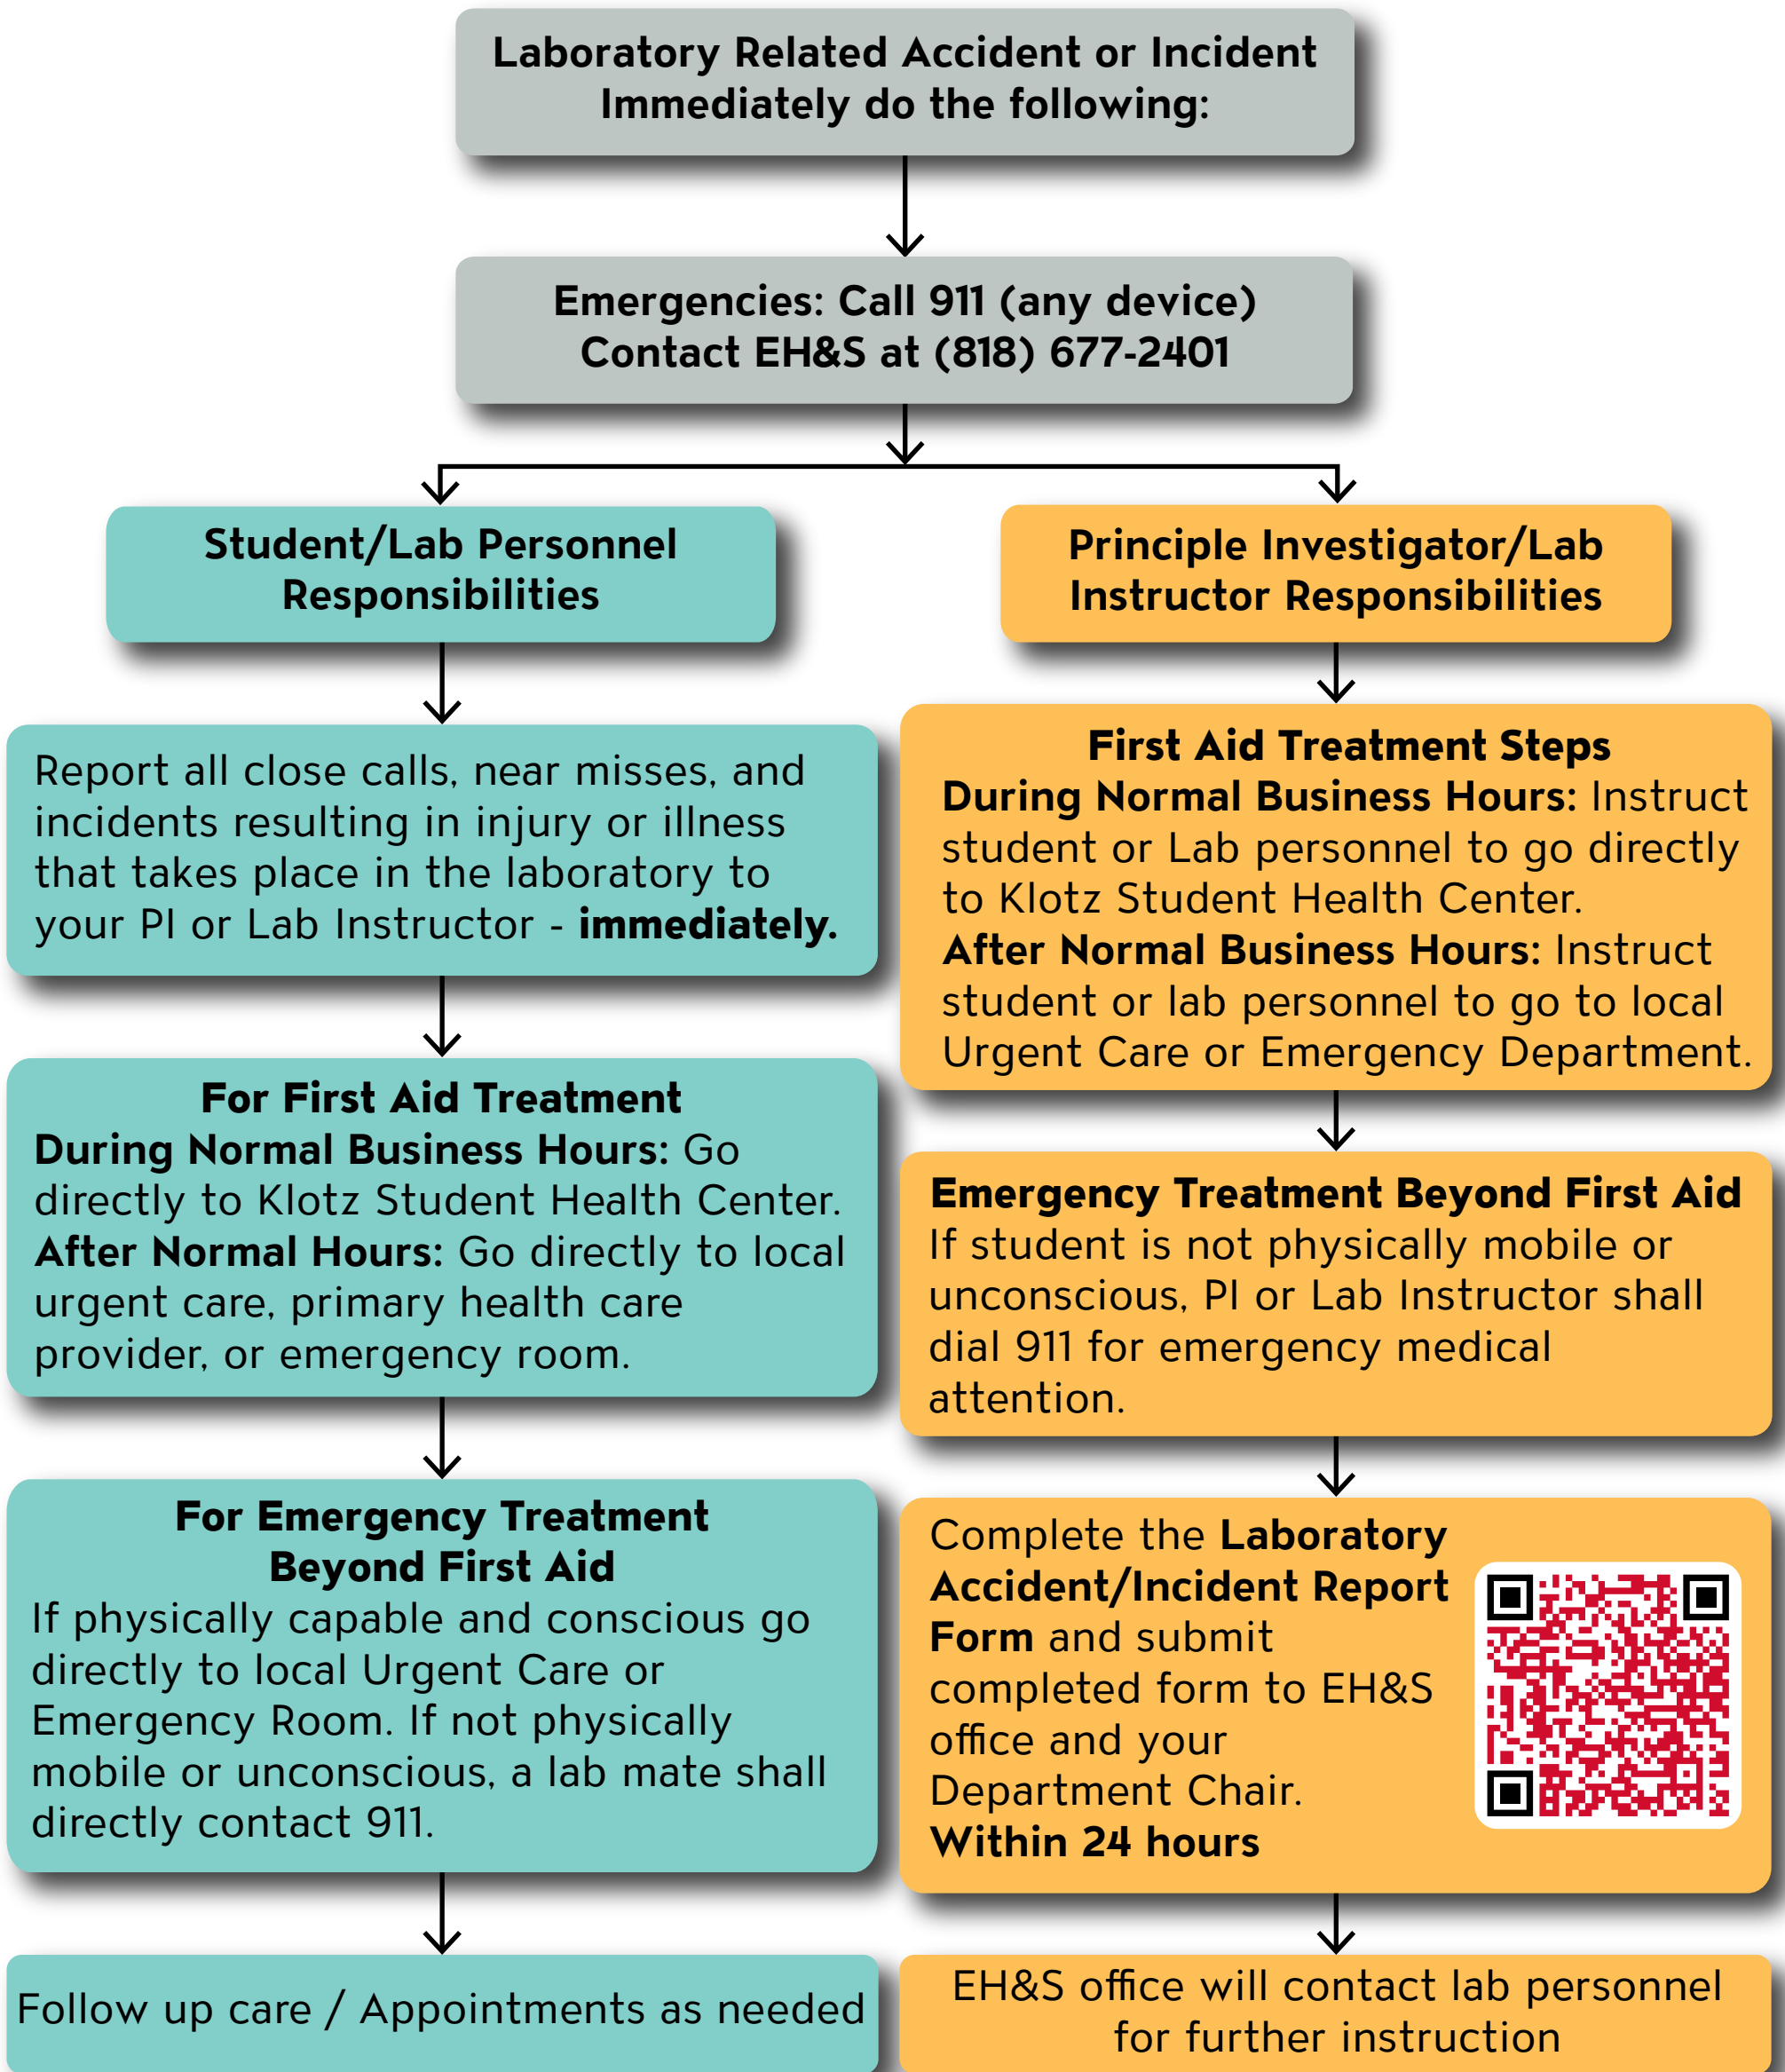 Laboratory Related Accident or Incident
Immediately do the following:
Emergencies: Call 911 (any device)
Contact EH&S at (818) 677-2401
Student/Lab Personnel
Responsibilities
Report all close calls, near misses, and
incidents resulting in injury or illness
that takes place in the laboratory to
your PI or Lab Instructor - immediately.
For First Aid Treatment
During Normal Business Hours: Go
directly to Klotz Student Health Center.
After Normal Hours: Go directly to local
urgent care, primary health care
provider, or emergency room.
For Emergency Treatment
Beyond First Aid
If physically capable and conscious go
directly to local Urgent Care or
Emergency Room. If not physically
mobile or unconscious, a lab mate shall
directly contact 911.
Follow up care / Appointments as needed
Principle Investigator/Lab
Instructor Responsibilities
First Aid Treatment Steps
During Normal Business Hours: Instruct
student or Lab personnel to go directly
to Klotz Student Health Center.
After Normal Business Hours: Instruct
student or lab personnel to go to local
Urgent Care or Emergency Department.
Emergency Treatment Beyond First Aid
If student is not physically mobile or
unconscious, PI or Lab Instructor shall
dial 911 for emergency medical
attention.
Complete the Laboratory
Accident/Incident Report
Form and submit
completed form to EH&S
office and your
Department Chair.
Within 24 hours
EH&S office will contact lab personnel
for further instruction